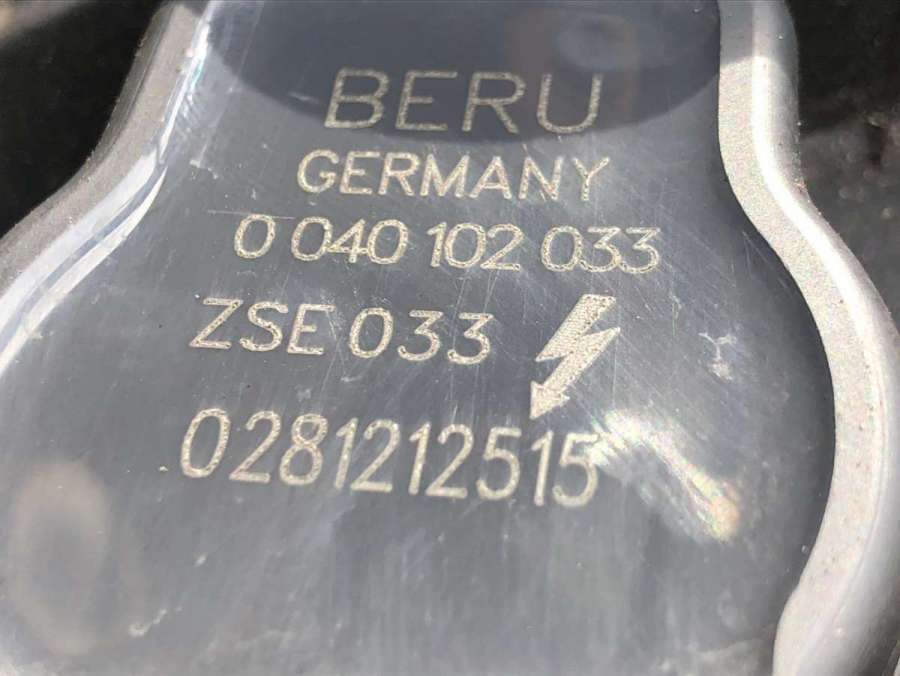 BERU
GERMANY
0 040 102 033
ZSE 033
0281212515